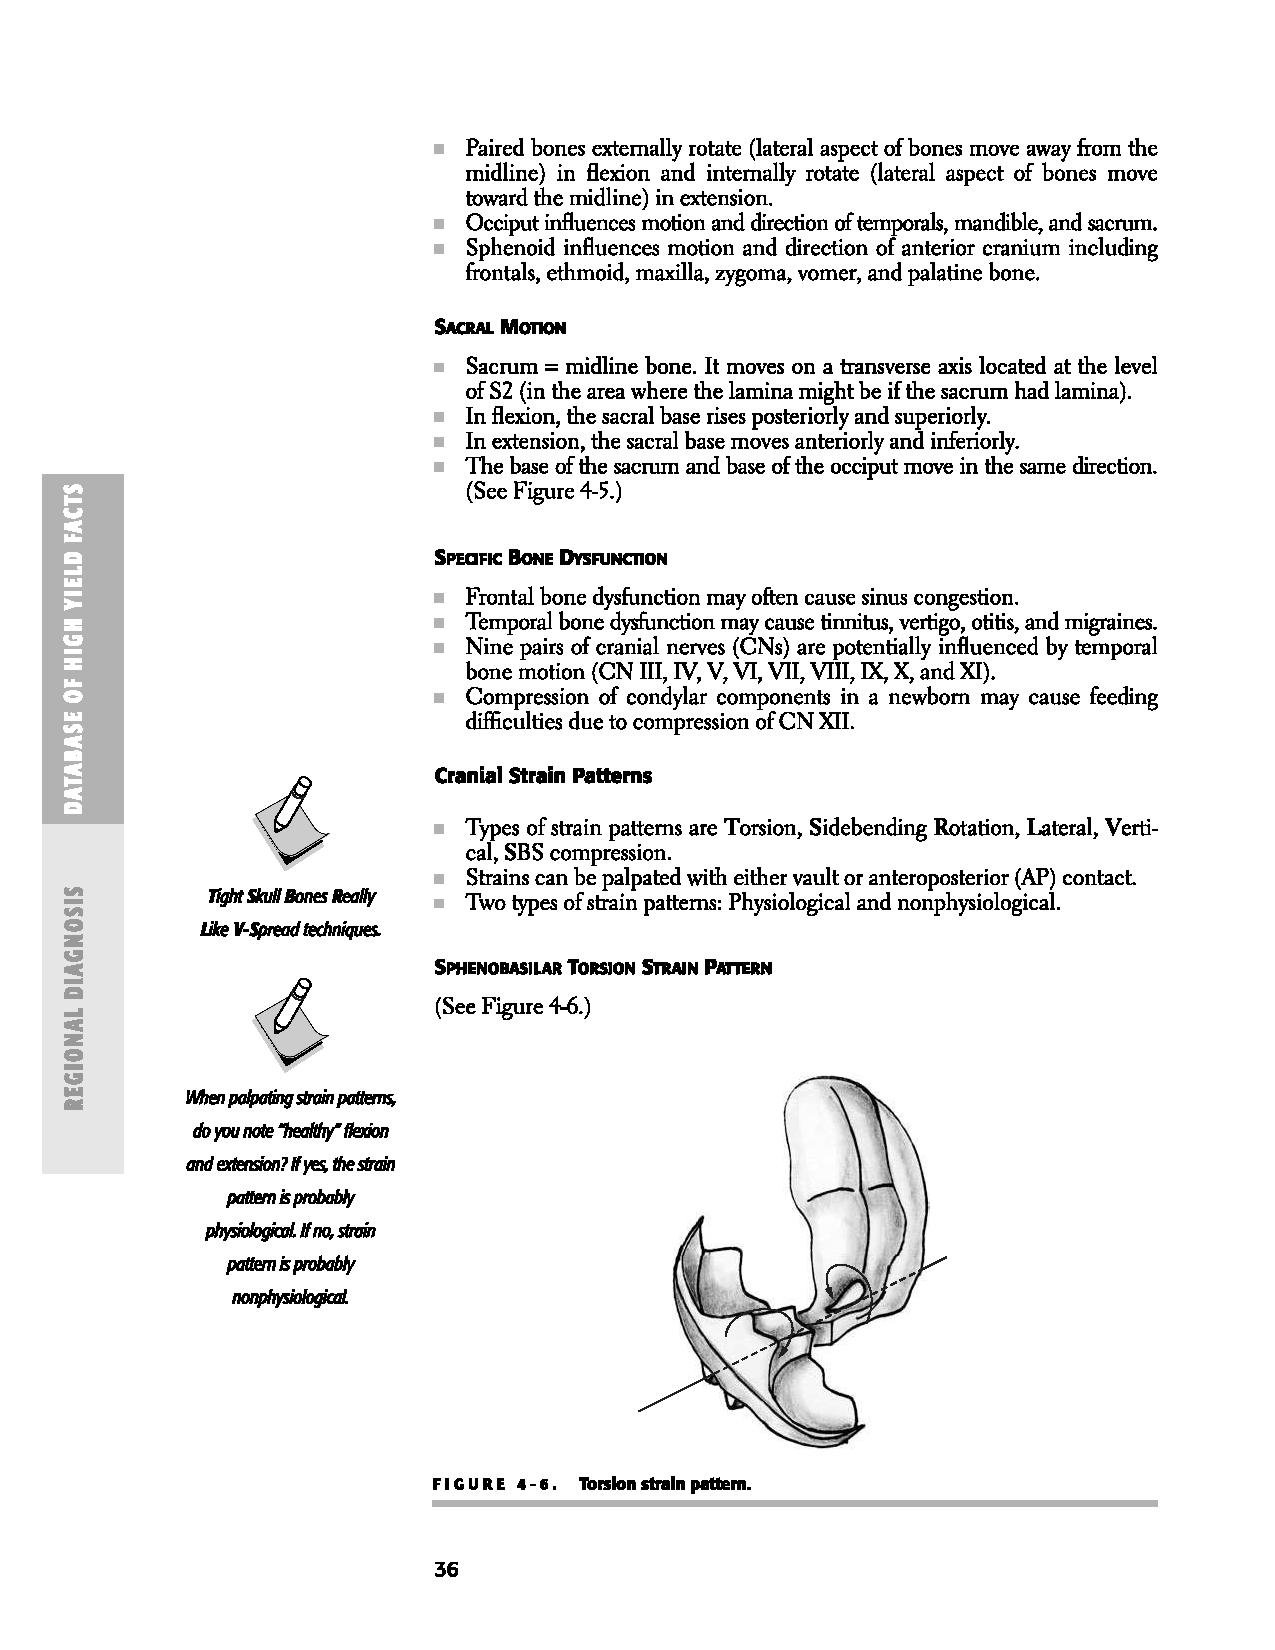 ■ Paired bones externally rotate (lateral aspect of bones move away from the
midline) in flexion and internally rotate (lateral aspect of bones move
toward the midline) in extension.
■ Occiput influences motion and direction of temporals, mandible, and sacrum.
■ Sphenoid influences motion and direction of anterior cranium including
frontals, ethmoid, maxilla, zygoma, vomer, and palatine bone.
SACRAL MOTION
■ Sacrum = midline bone. It moves on a transverse axis located at the level
of S2 (in the area where the lamina might be if the sacrum had lamina).
■ In flexion, the sacral base rises posteriorly and superiorly.
■ In extension, the sacral base moves anteriorly and inferiorly.
■ The base of the sacrum and base of the occiput move in the same direction.
(See Figure 4-5.)
SPECIFIC BONE DYSFUNCTION
■ Frontal bone dysfunction may often cause sinus congestion.
■ Temporal bone dysfunction may cause tinnitus, vertigo, otitis, and migraines.
■ Nine pairs of cranial nerves (CNs) are potentially influenced by temporal
bone motion (CN III, IV, V, VI, VII, VIII, IX, X, and XI).
■ Compression of condylar components in a newborn may cause feeding
difficulties due to compression of CN XII.
Cranial Strain Patterns
■ Types of strain patterns are Torsion, Sidebending Rotation, Lateral, Verti-
cal, SBS compression.
■ Strains can be palpated with either vault or anteroposterior (AP) contact.
■ Two types of strain patterns: Physiological and nonphysiological.
SPHENOBASILAR TORSION STRAIN PATTERN
(See Figure 4-6.)
FIGURE 4-6. Torsion strain pattern.
36
DATABASE OF HIGH YIELD FACTS
REGIONAL DIAGNOSIS
Tight Skull Bones Really
Like V-Spread techniques.
When palpating strain patterns,
do you note "healthy" flexion
and extension? If yes, the strain
pattern is probably
physiological. If no, strain
pattern is probably
nonphysiological.